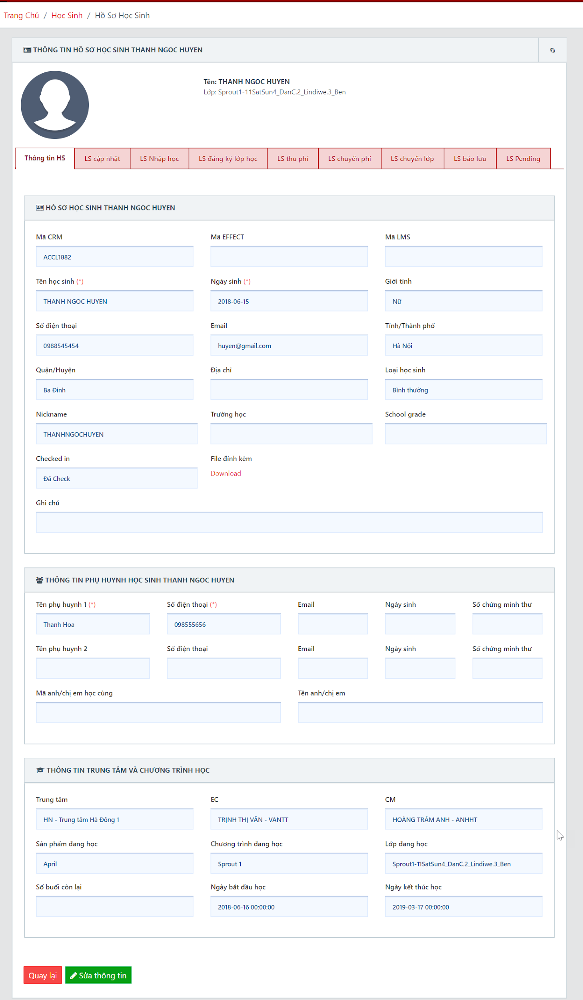 Trang Chủ / Học Sinh / Hồ Sơ Học Sinh
THÔNG TIN HỒ SƠ HỌC SINH THANH NGOC HUYEN
Tên: THANH NGOC HUYEN
Lớp: Sprout1-11SatSun4_DanC.2_Lindiwe.3_Ben
Thông tin HS LS cập nhật LS Nhập học LS đăng ký lớp học LS thu phí LS chuyển phí LS chuyển lớp LS bảo lưu LS Pending
HÒ SƠ HỌC SINH THANH NGOC HUYEN
Mã CRM Mã EFFECT Mã LMS
ACCL1882
Tên học sinh (*) Ngày sinh (*) Giới tính
THANH NGOC HUYEN 2018-06-15 Nữ
Số điện thoại Email Tỉnh/Thành phố
0988545454 huyen@gmail.com Hà Nội
Quận/Huyện Địa chỉ Loại học sinh
Ba Đình Bình thường
Nickname Trường học School grade
THANHNGOCHUYEN
Checked in File đính kèm
Đã Check Download
Ghi chú
THÔNG TIN PHỤ HUYNH HỌC SINH THANH NGOC HUYEN
Tên phụ huynh 1 (*) Số điện thoại (*) Email Ngày sinh Số chứng minh thư
Thanh Hoa 098555656
Tên phụ huynh 2 Số điện thoại Email Ngày sinh Số chứng minh thư
Mã anh/chị em học cùng Tên anh/chị em
THÔNG TIN TRUNG TÂM VÀ CHƯƠNG TRÌNH HỌC
Trung tâm EC CM
HN - Trung tâm Hà Đông 1 TRỊNH THỊ VÂN - VANTT HOÀNG TRÂM ANH - ANHHT
Sản phẩm đang học Chương trình đang học Lớp đang học
April Sprout 1 Sprout1-11SatSun4_DanC.2_Lindiwe.3_Ben
Số buổi còn lại Ngày bắt đầu học Ngày kết thúc học
2018-06-16 00:00:00 2019-03-17 00:00:00
Quay lại Sửa thông tin